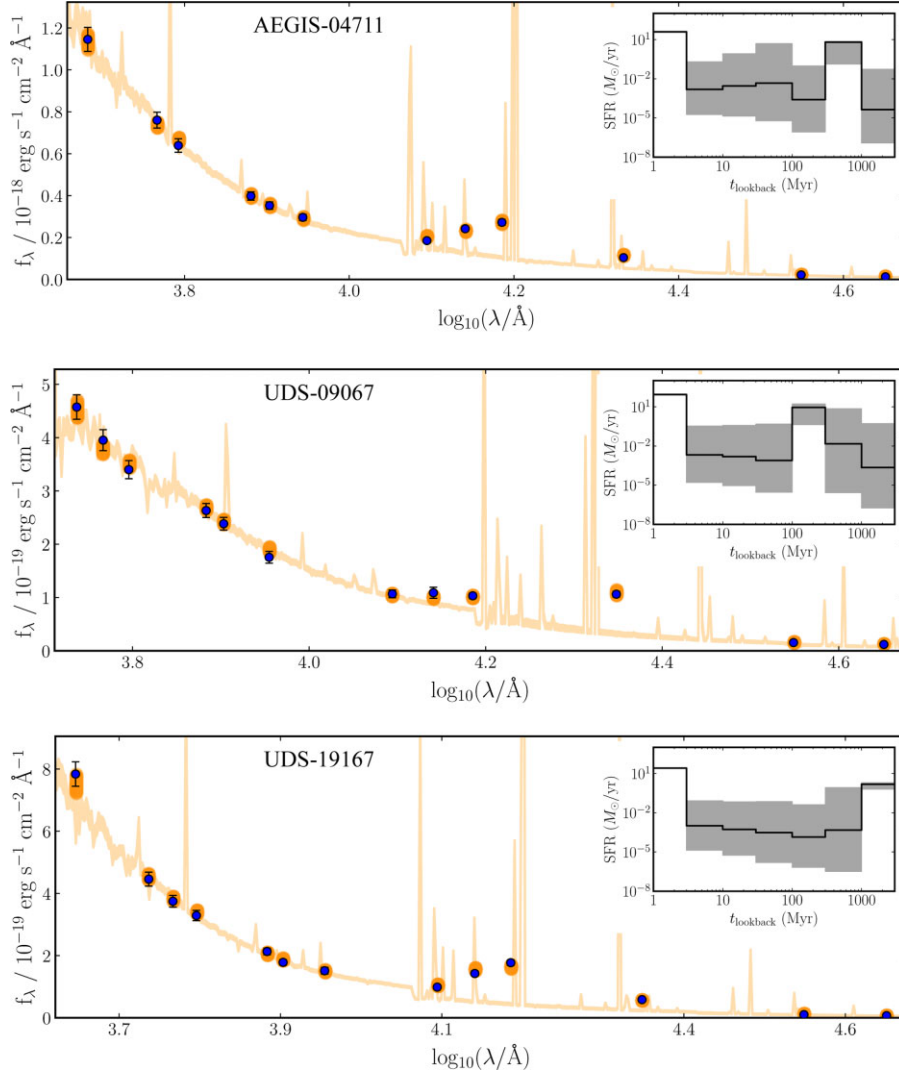 AEGIS-04711
f_λ / 10⁻¹⁸ erg s⁻¹ cm⁻² Å⁻¹
1.2
1.0
0.8
0.6
0.4
0.2
0.0
3.8 4.0 4.2 4.4 4.6
log₁₀(λ/Å)
SFR (M⊙/yr)
10¹
10⁻²
10⁻⁵
10⁻⁸
1 10 100 1000
t_lookback (Myr)
UDS-09067
f_λ / 10⁻¹⁹ erg s⁻¹ cm⁻² Å⁻¹
5
4
3
2
1
0
3.8 4.0 4.2 4.4 4.6
log₁₀(λ/Å)
SFR (M⊙/yr)
10¹
10⁻²
10⁻⁵
10⁻⁸
1 10 100 1000
t_lookback (Myr)
UDS-19167
f_λ / 10⁻¹⁹ erg s⁻¹ cm⁻² Å⁻¹
8
6
4
2
0
3.7 3.9 4.1 4.4 4.6
log₁₀(λ/Å)
SFR (M⊙/yr)
10¹
10⁻²
10⁻⁵
10⁻⁸
1 10 100 1000
t_lookback (Myr)